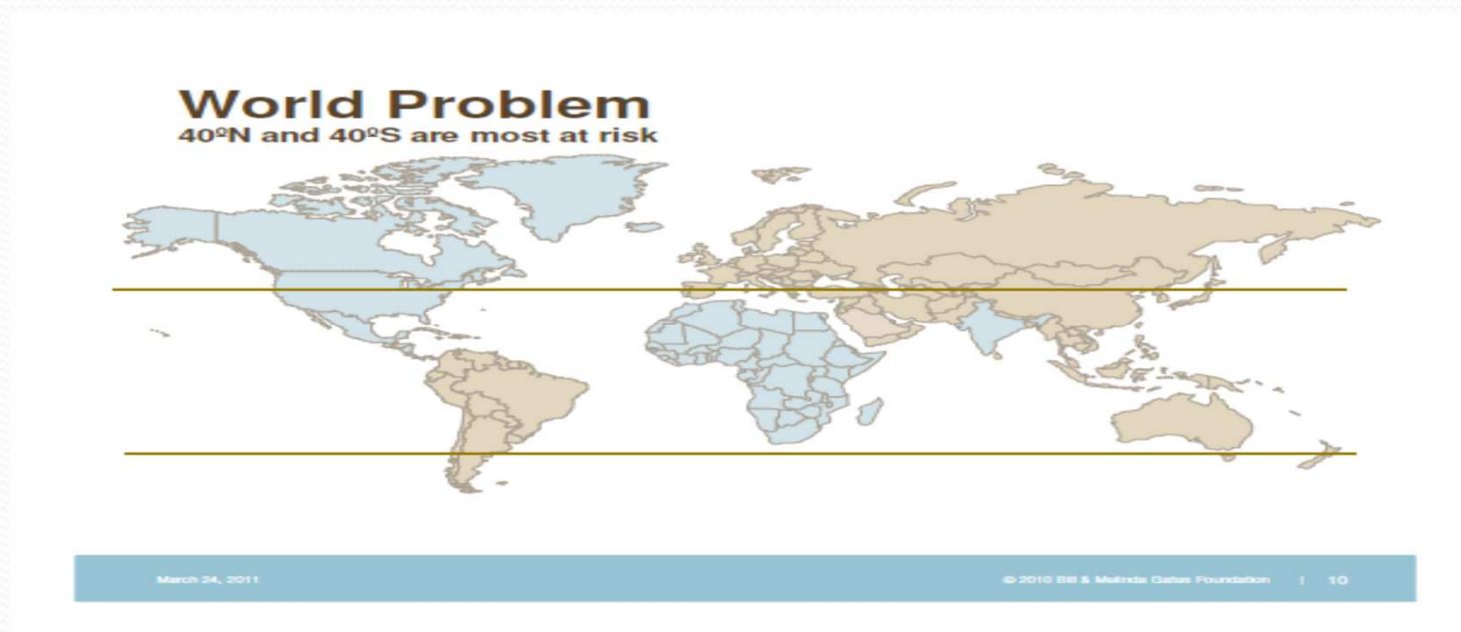 World Problem
40ºN and 40ºS are most at risk
March 24, 2011
© 2010 Bill & Melinda Gates Foundation | 10